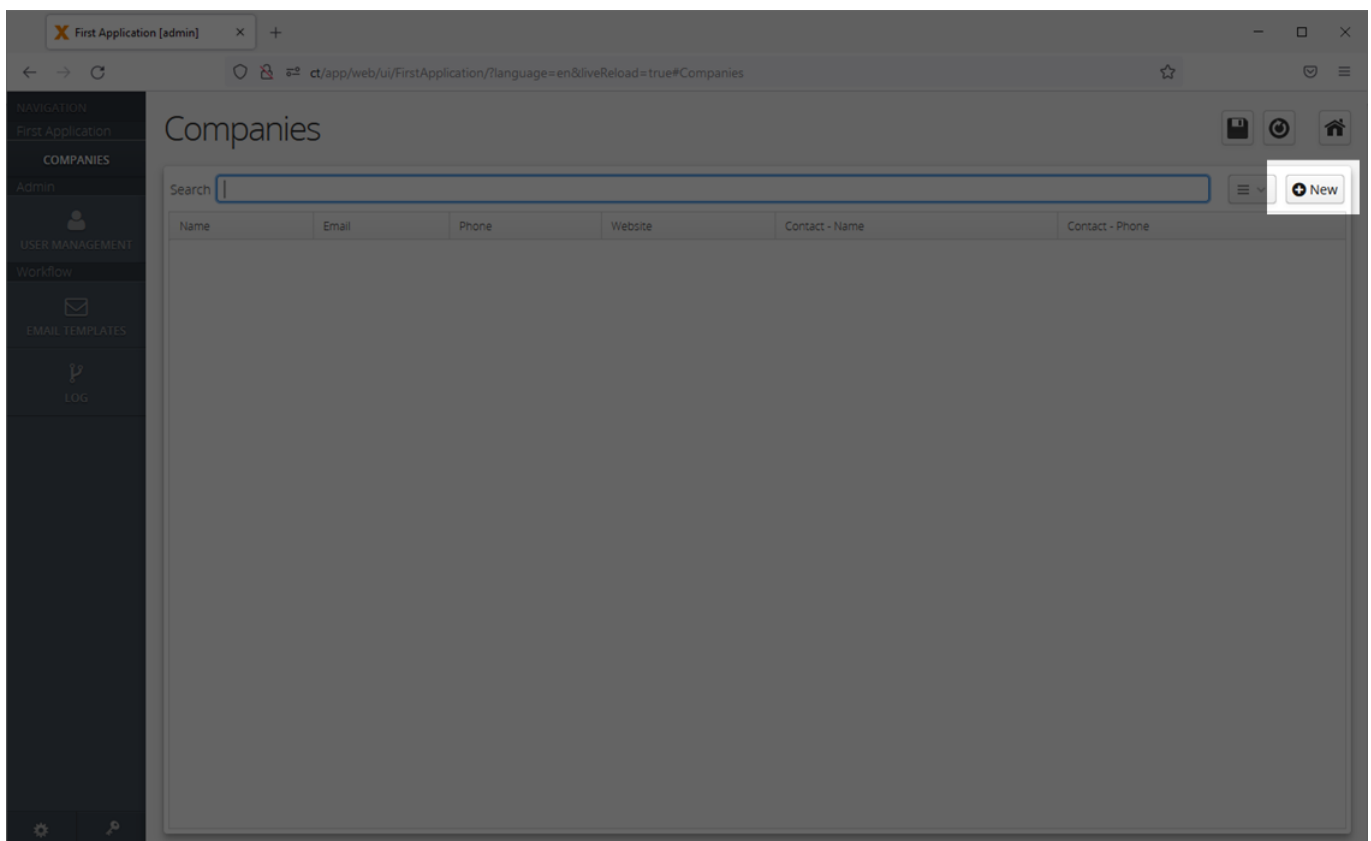 First Application [admin]
ct/app/web/ui/FirstApplication/?language=en&liveReload=true#Companies
NAVIGATION
First Application
COMPANIES
Admin
USER MANAGEMENT
Workflow
EMAIL TEMPLATES
LOG
Companies
Search
New
Name Email Phone Website Contact - Name Contact - Phone